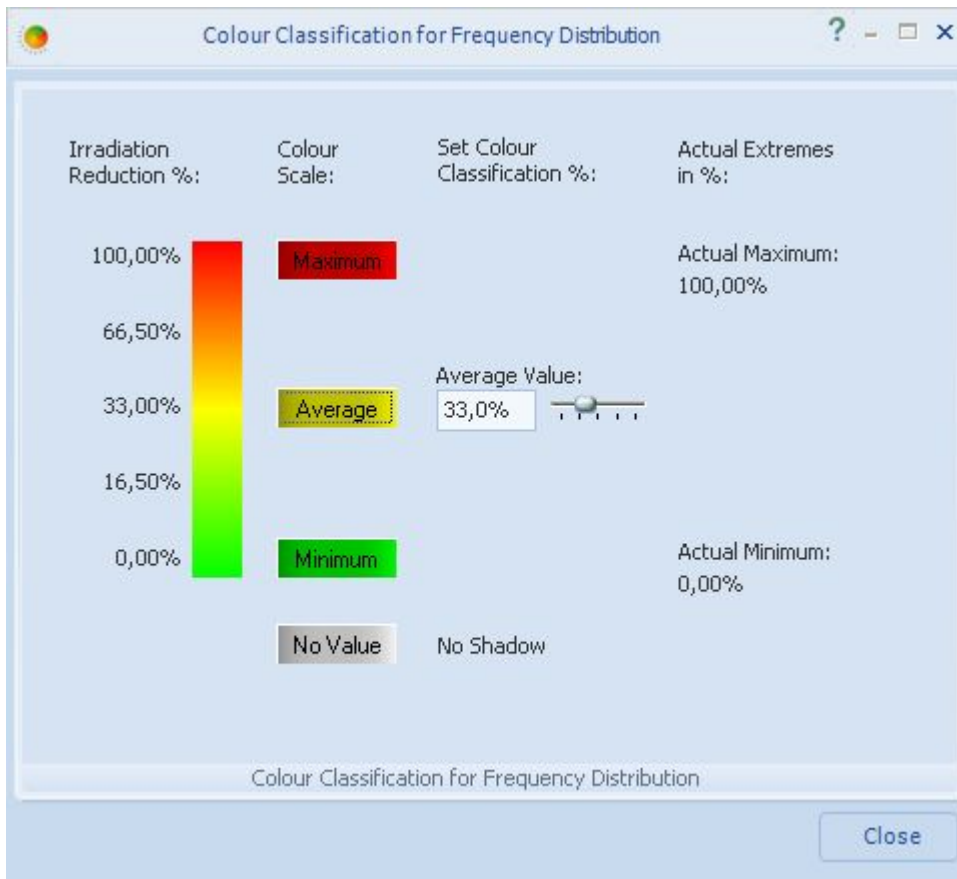 Colour Classification for Frequency Distribution
?
Irradiation
Reduction %:
Colour
Scale:
Set Colour
Classification %:
Actual Extremes
in %:
100,00%
Maximum
Actual Maximum:
100,00%
66,50%
Average Value:
33,00%
Average
33,0%
16,50%
0,00%
Minimum
Actual Minimum:
0,00%
No Value
No Shadow
Colour Classification for Frequency Distribution
Close